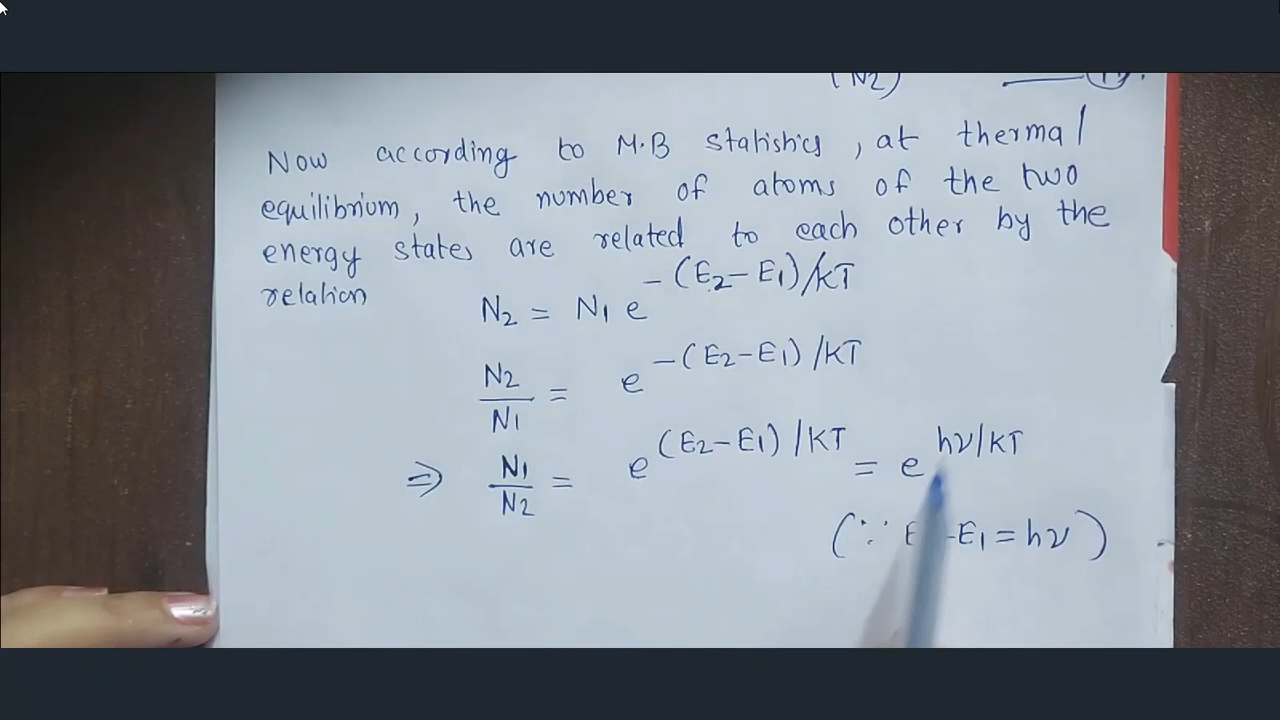 (N2)
Now according to M.B statistics, at thermal
equilibrium, the number of atoms of the two
energy states are related to each other by the
relation
N₂ = N₁ e^-(E₂-E₁)/kT
N₂/N₁ = e^-(E₂-E₁)/kT
⇒ N₁/N₂ = e^(E₂-E₁)/kT = e^hν/kT
(∵ E -E₁ = hν)